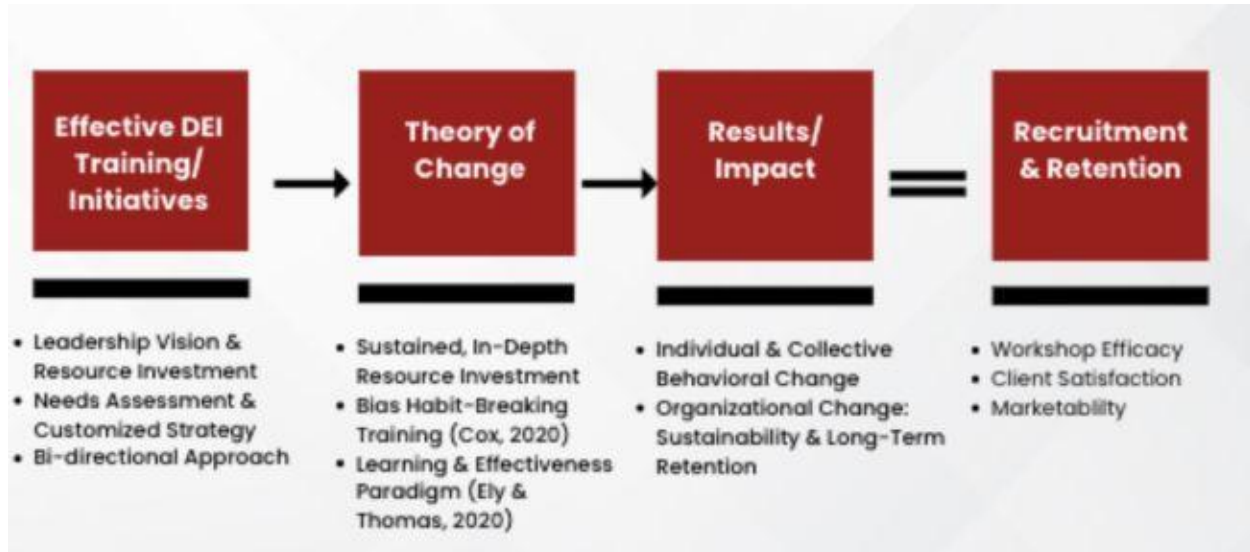 Effective DEI
Training/
Initiatives
Theory of
Change
Results/
Impact
Recruitment
& Retention
• Leadership Vision &
Resource Investment
• Needs Assessment &
Customized Strategy
• Bi-directional Approach
• Sustained, In-Depth
Resource Investment
• Bias Habit-Breaking
Training (Cox, 2020)
• Learning & Effectiveness
Paradigm (Ely &
Thomas, 2020)
• Individual & Collective
Behavioral Change
• Organizational Change:
Sustainability & Long-Term
Retention
• Workshop Efficacy
• Client Satisfaction
• Marketablilty